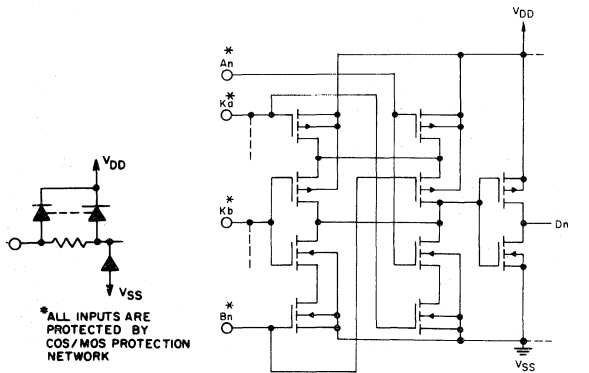 VDD
*
An
*
Ka
VDD
*
Kb
Dn
VSS
*
Bn
*ALL INPUTS ARE
PROTECTED BY
COS/MOS PROTECTION
NETWORK
VSS